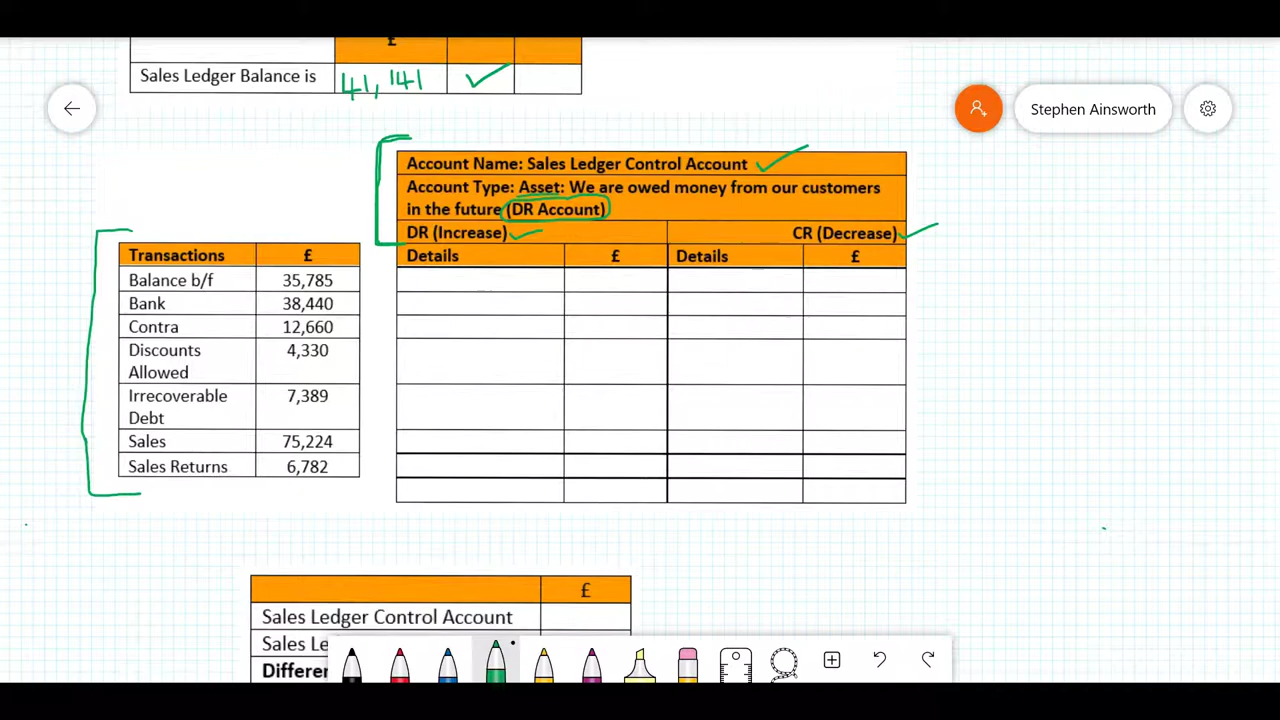 £
Sales Ledger Balance is 41,141
Stephen Ainsworth
Account Name: Sales Ledger Control Account
Account Type: Asset: We are owed money from our customers
in the future (DR Account)
DR (Increase) CR (Decrease)
Details £ Details £
Transactions £
Balance b/f 35,785
Bank 38,440
Contra 12,660
Discounts 4,330
Allowed
Irrecoverable 7,389
Debt
Sales 75,224
Sales Returns 6,782
£
Sales Ledger Control Account
Sales Le
Differen